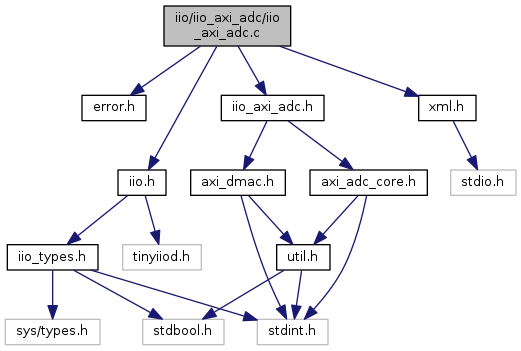 iio/iio_axi_adc/iio
_axi_adc.c
error.h
iio_axi_adc.h
xml.h
iio.h
axi_dmac.h
axi_adc_core.h
stdio.h
iio_types.h
tinyiiod.h
util.h
sys/types.h
stdbool.h
stdint.h